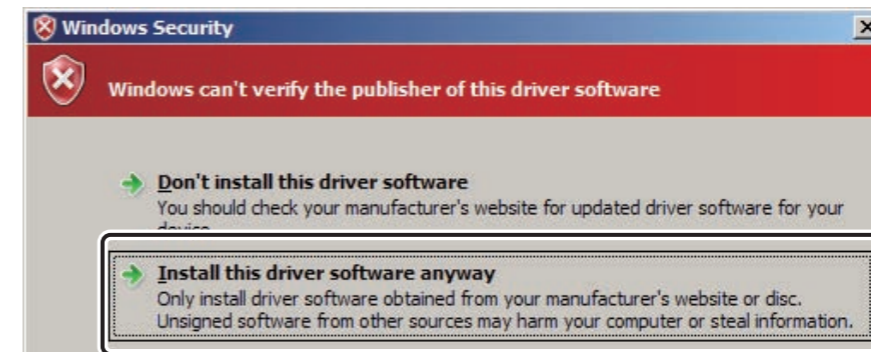 Windows Security
Windows can't verify the publisher of this driver software
Don't install this driver software
You should check your manufacturer's website for updated driver software for your
device.
Install this driver software anyway
Only install driver software obtained from your manufacturer's website or disc.
Unsigned software from other sources may harm your computer or steal information.